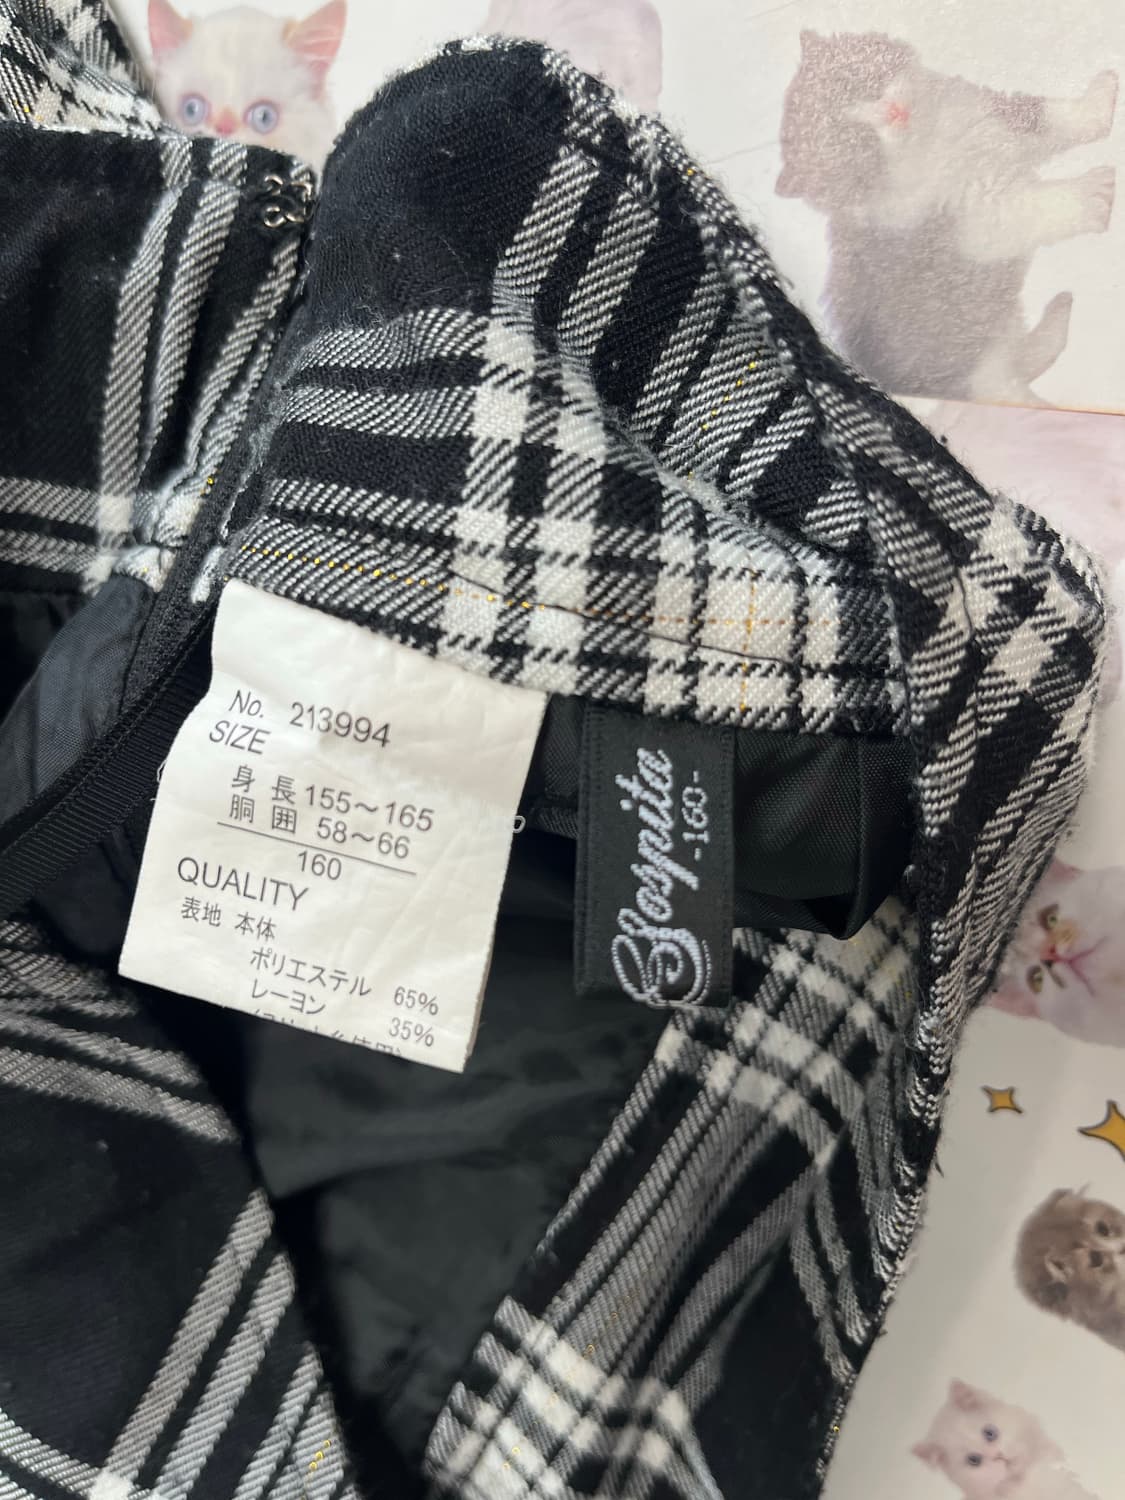 No. 213994
SIZE
身長 155～165
胴囲 58～66
160
QUALITY
表地 本体
ポリエステル 65%
レーヨン 35%
-160-